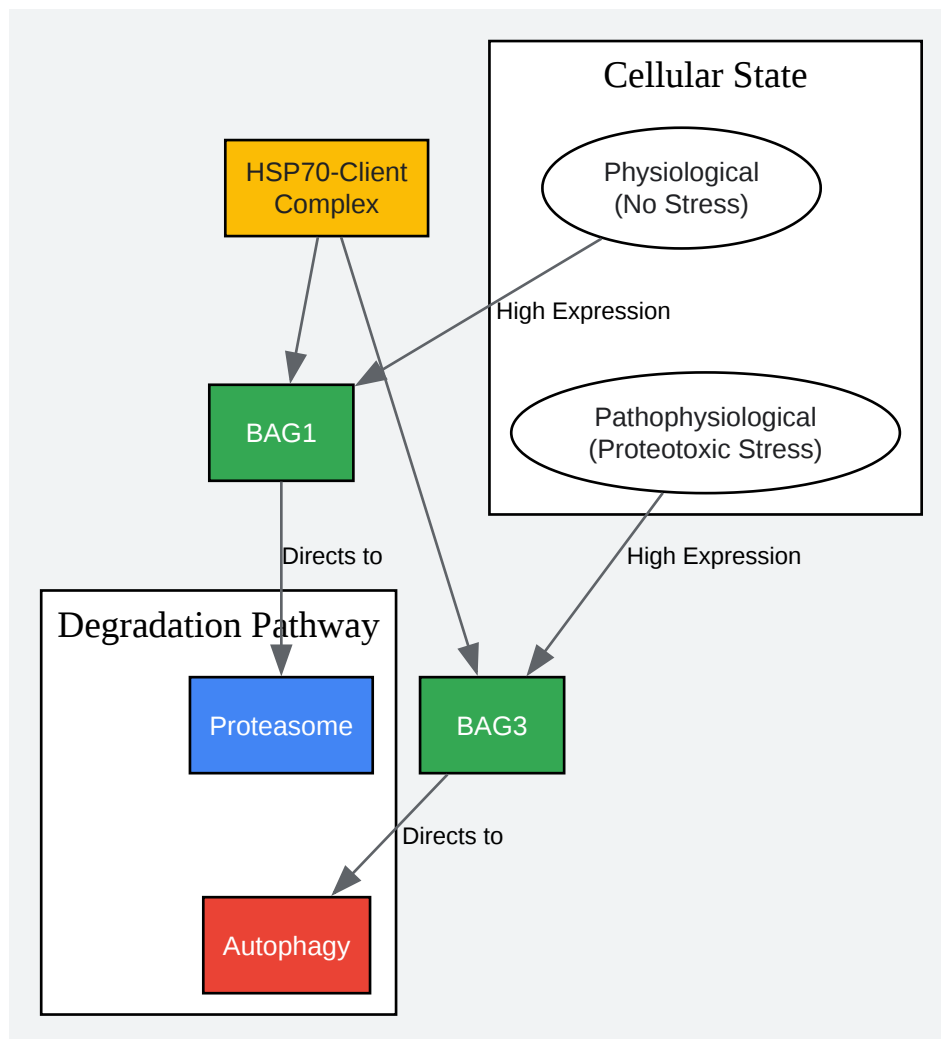 Cellular State
HSP70-Client
Complex
Physiological
(No Stress)
High Expression
BAG1
Pathophysiological
(Proteotoxic Stress)
Directs to
High Expression
Degradation Pathway
Proteasome
BAG3
Directs to
Autophagy